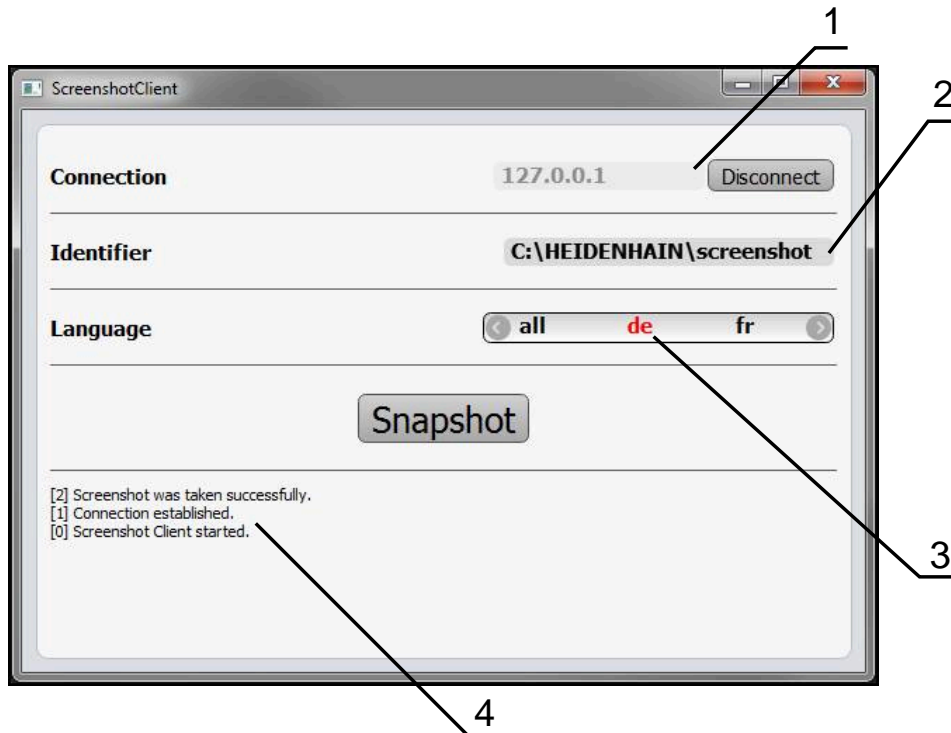 1
ScreenshotClient
2
Connection 127.0.0.1 Disconnect
Identifier C:\HEIDENHAIN\screenshot
Language all de fr
Snapshot
[2] Screenshot was taken successfully.
[1] Connection established.
[0] Screenshot Client started.
3
4